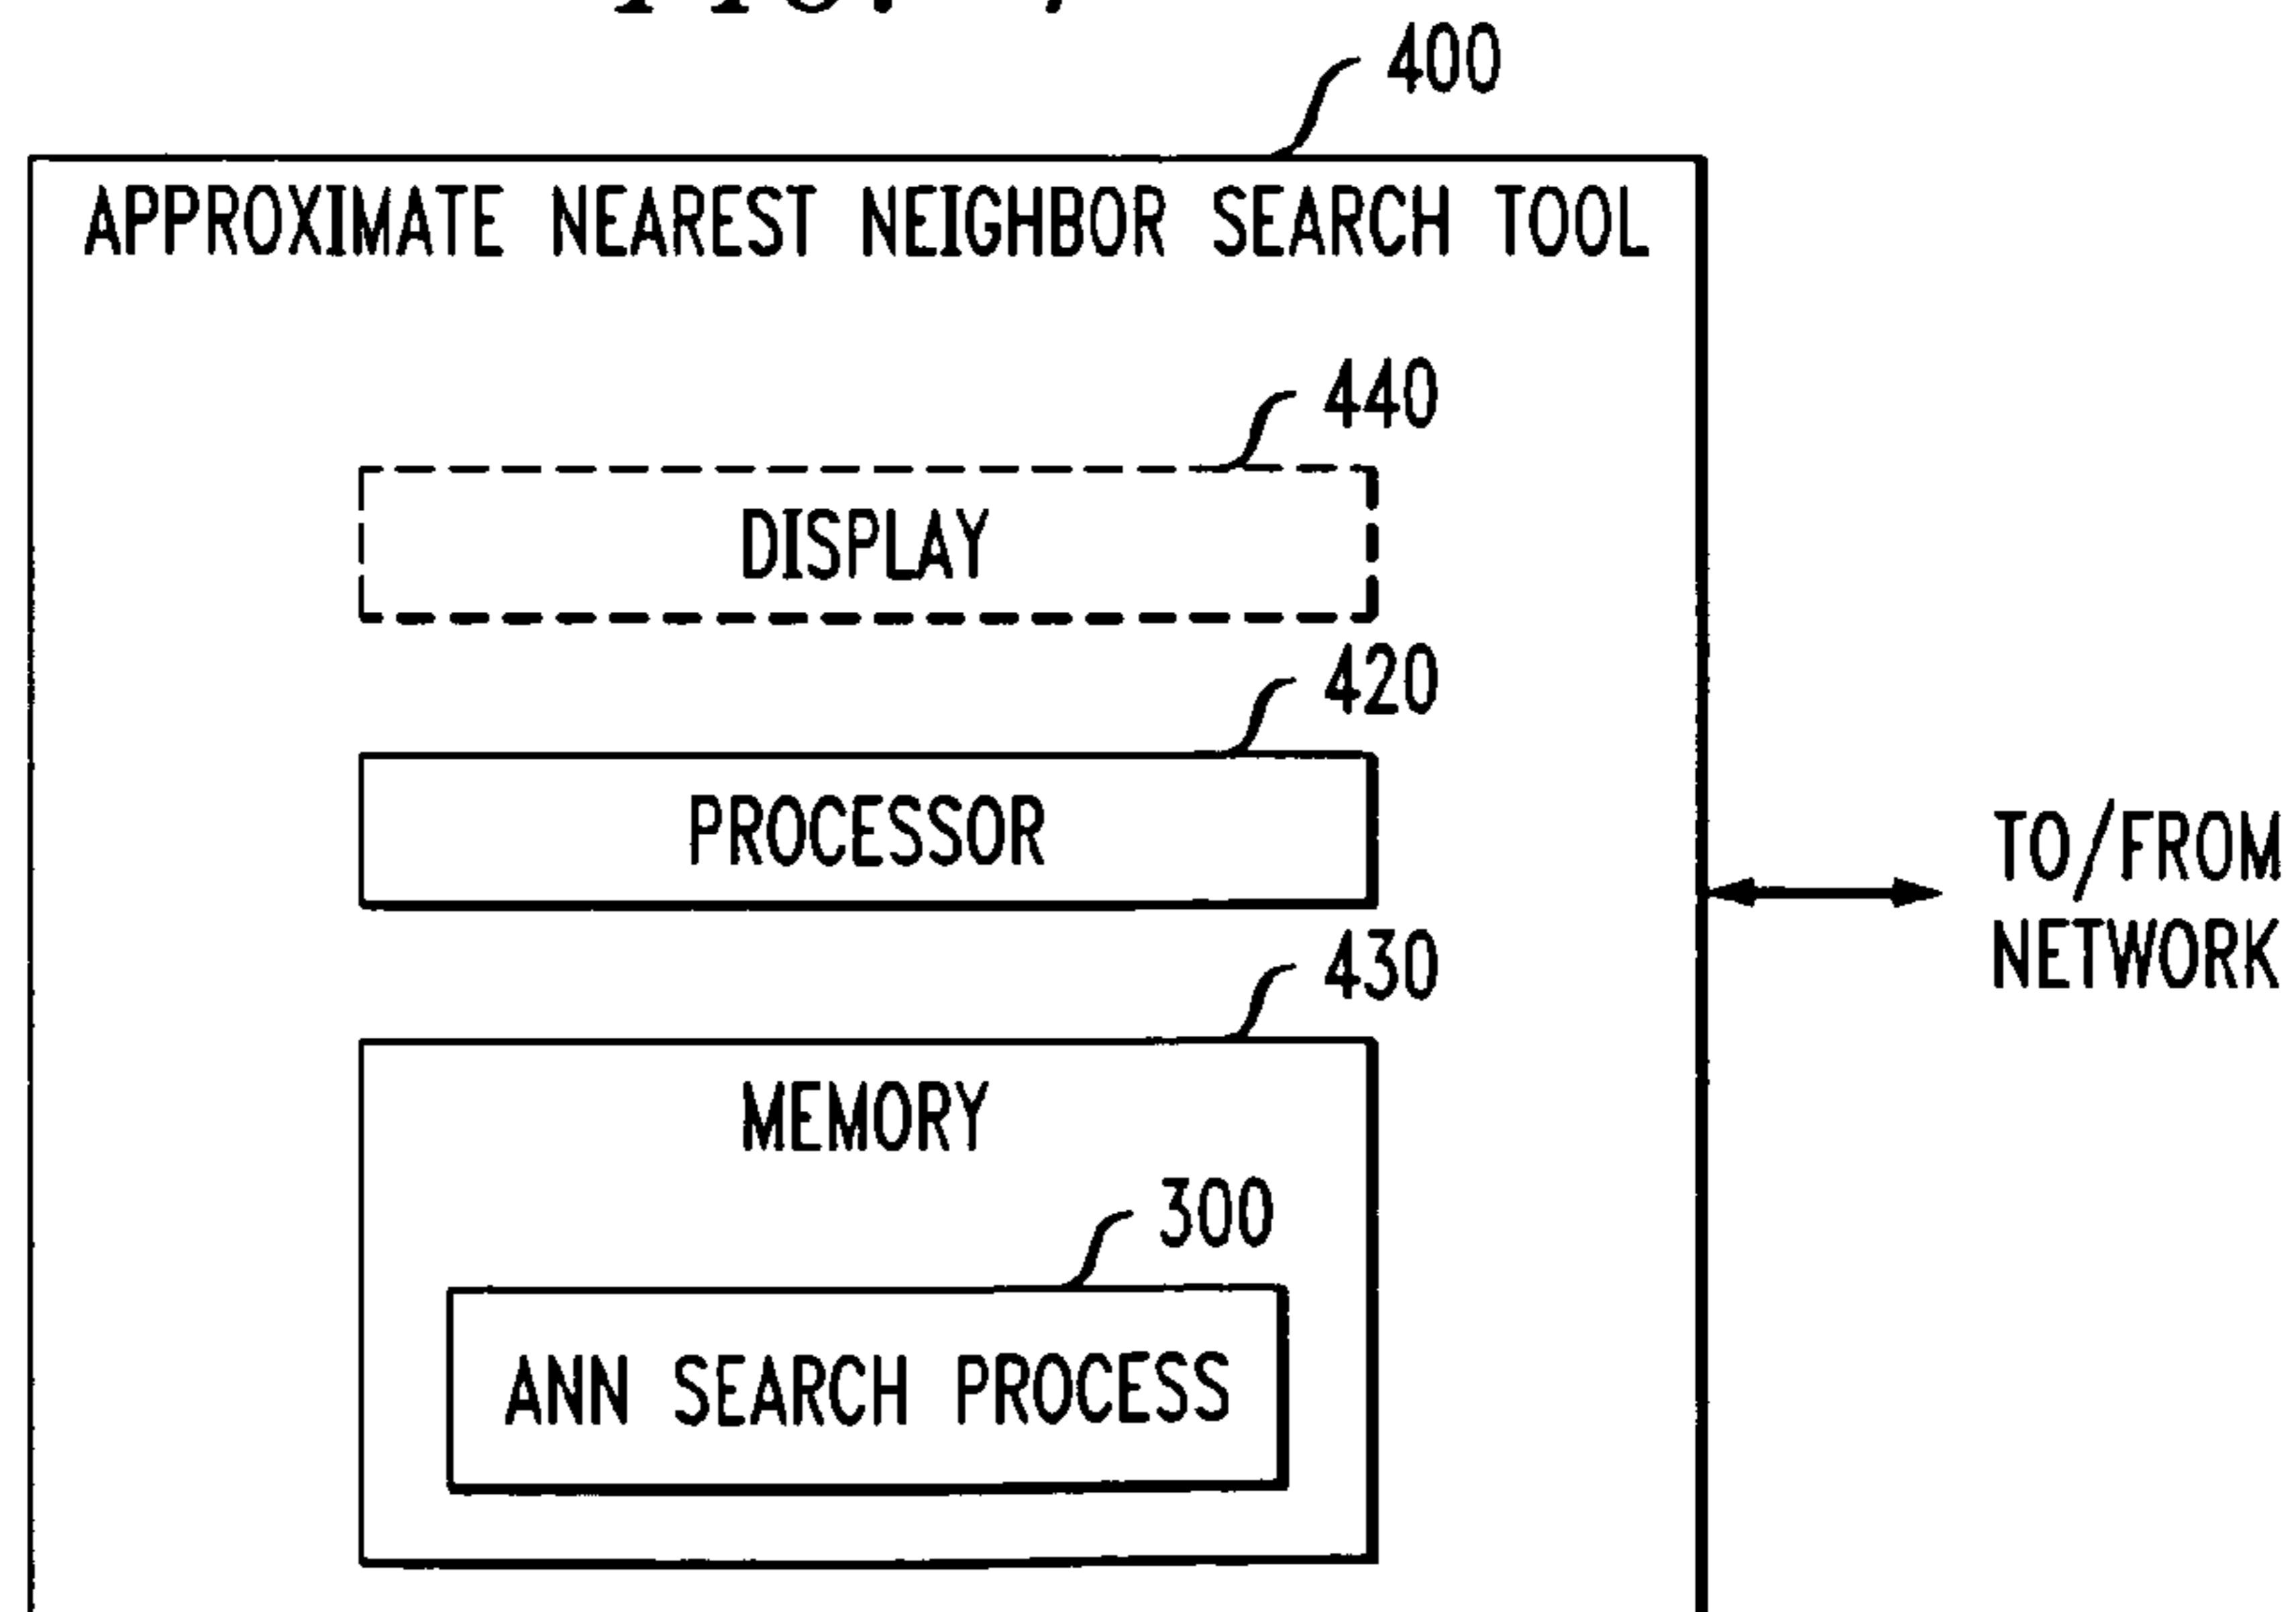 400
APPROXIMATE NEAREST NEIGHBOR SEARCH TOOL
440
DISPLAY
420
PROCESSOR
TO/FROM
NETWORK
430
MEMORY
300
ANN SEARCH PROCESS